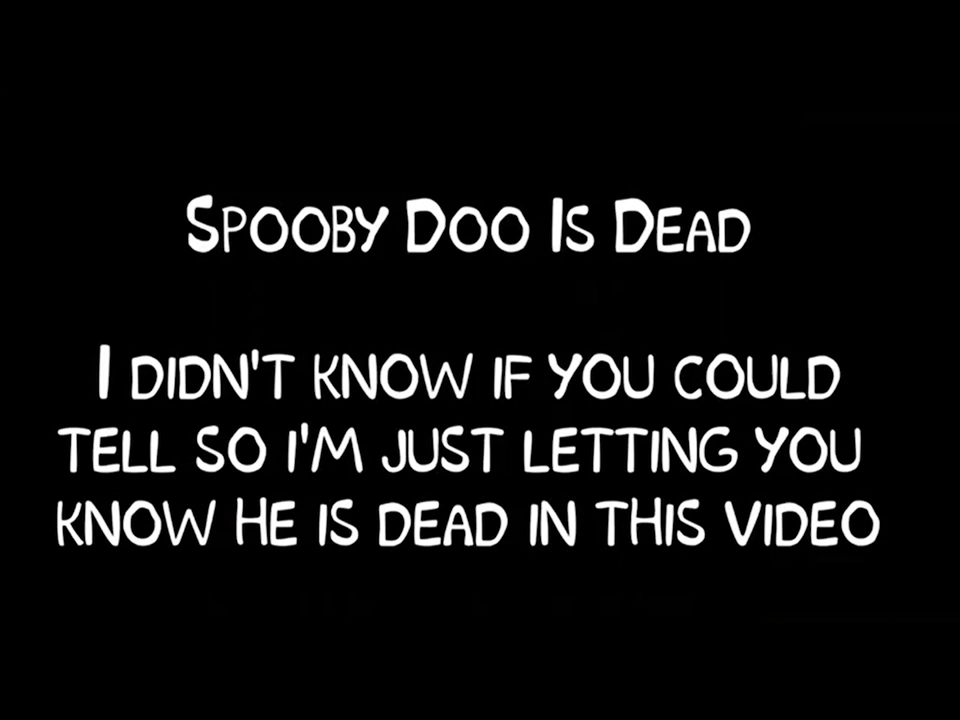 Spooby Doo Is Dead
I didn't know if you could
tell so i'm just letting you
know He is dead in this video